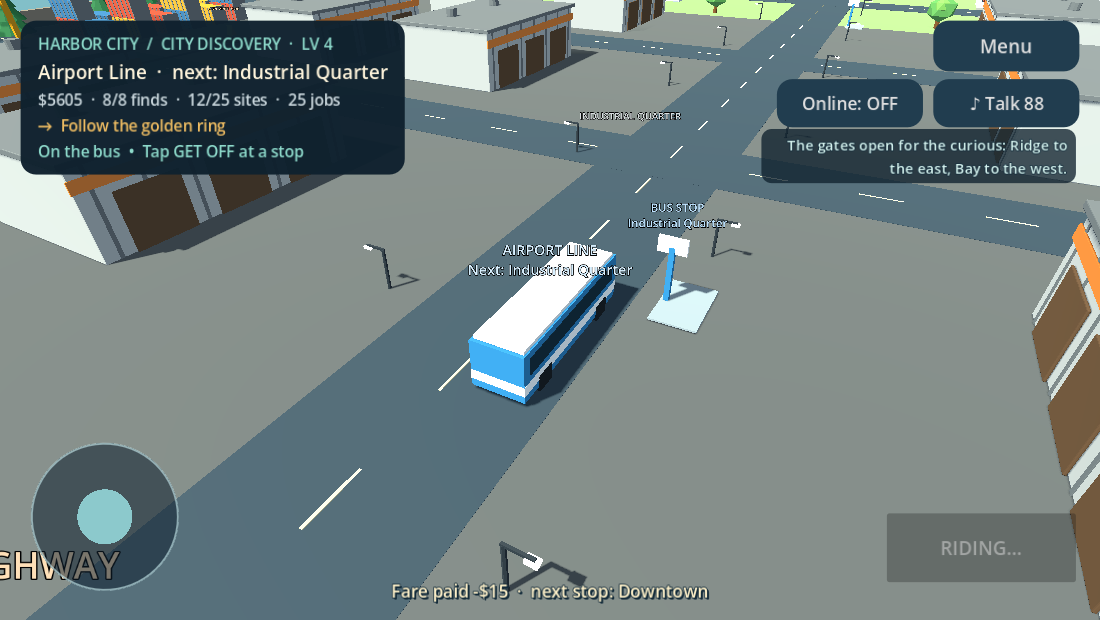 HARBOR CITY / CITY DISCOVERY · LV 4
Airport Line · next: Industrial Quarter
$5605 · 8/8 finds · 12/25 sites · 25 jobs
→ Follow the golden ring
On the bus • Tap GET OFF at a stop
Menu
Online: OFF
♪ Talk 88
The gates open for the curious: Ridge to
the east, Bay to the west.
INDUSTRIAL QUARTER
BUS STOP
Industrial Quarter
AIRPORT LINE
Next: Industrial Quarter
GHWAY
RIDING...
Fare paid -$15 · next stop: Downtown